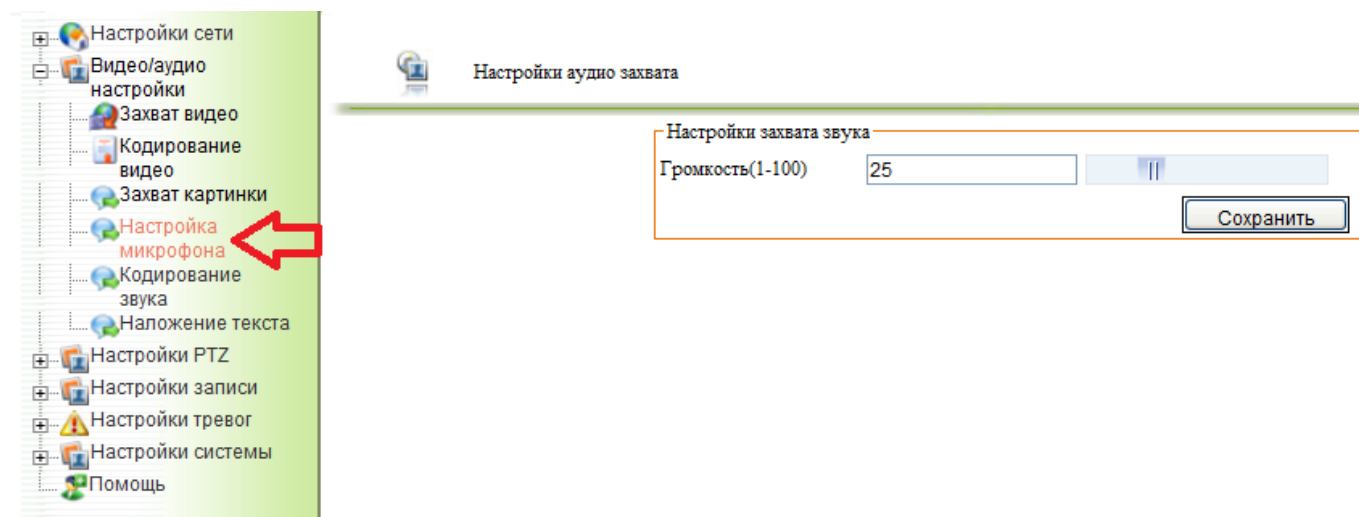 Настройки сети
Видео/аудио
настройки
Захват видео
Кодирование
видео
Захват картинки
Настройка
микрофона
Кодирование
звука
Наложение текста
Настройки PTZ
Настройки записи
Настройки тревог
Настройки системы
Помощь
Настройки аудио захвата
Настройки захвата звука
Громкость(1-100) 25
Сохранить